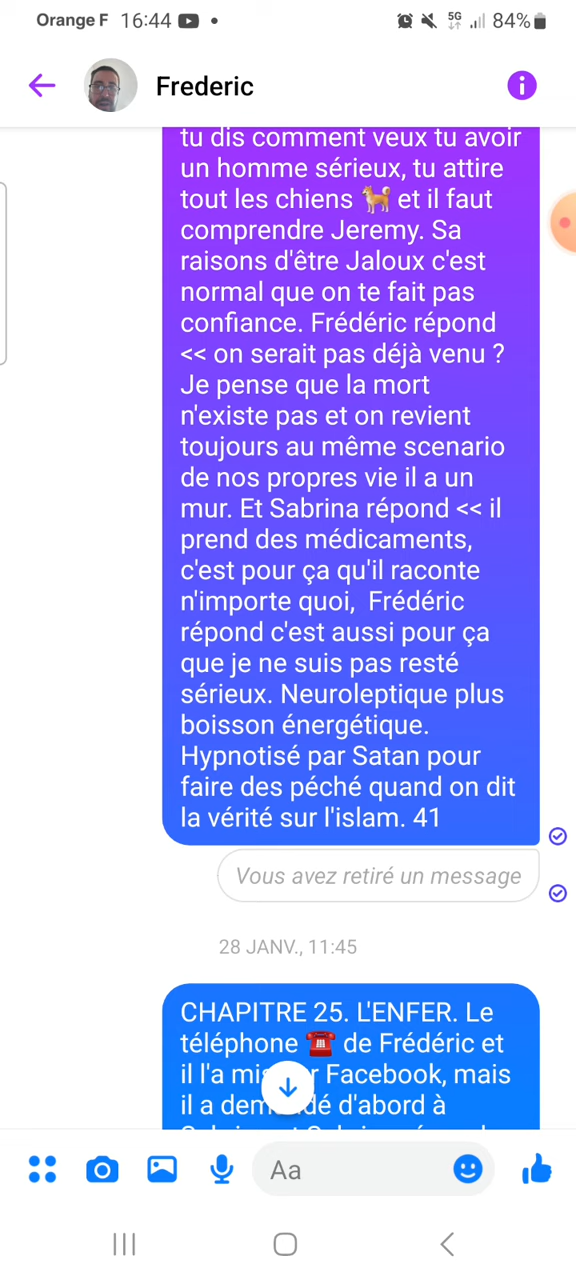 Orange F 16:44 5G 84%
Frederic
tu dis comment veux tu avoir
un homme sérieux, tu attire
tout les chiens 🐕 et il faut
comprendre Jeremy. Sa
raisons d'être Jaloux c'est
normal que on te fait pas
confiance. Frédéric répond
<< on serait pas déjà venu ?
Je pense que la mort
n'existe pas et on revient
toujours au même scenario
de nos propres vie il a un
mur. Et Sabrina répond << il
prend des médicaments,
c'est pour ça qu'il raconte
n'importe quoi, Frédéric
répond c'est aussi pour ça
que je ne suis pas resté
sérieux. Neuroleptique plus
boisson énergétique.
Hypnotisé par Satan pour
faire des péché quand on dit
la vérité sur l'islam. 41
Vous avez retiré un message
28 JANV., 11:45
CHAPITRE 25. L'ENFER. Le
téléphone ☎️ de Frédéric et
il l'a Facebook, mais
il a d'abord à
Aa